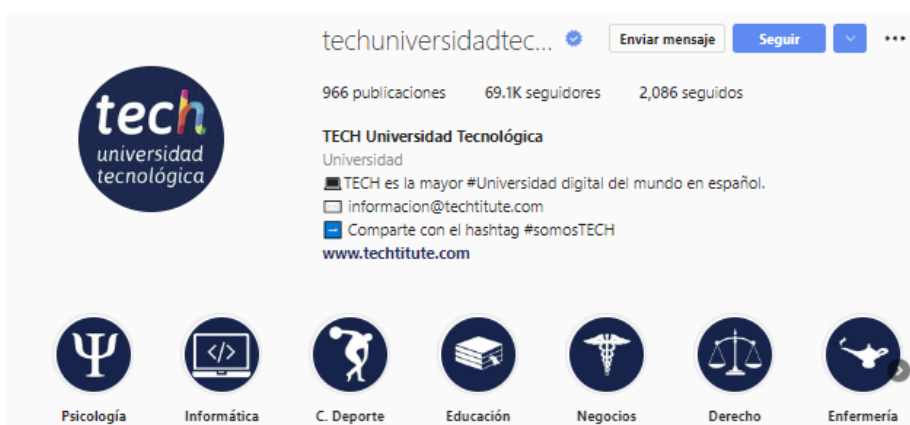 techuniversidadtec...
Enviar mensaje
Seguir
966 publicaciones 69.1K seguidores 2,086 seguidos
tech
universidad
tecnológica
TECH Universidad Tecnológica
Universidad
TECH es la mayor #Universidad digital del mundo en español.
informacion@techtitute.com
Comparte con el hashtag #somosTECH
www.techtitute.com
</>
Psicología Informática C. Deporte Educación Negocios Derecho Enfermería